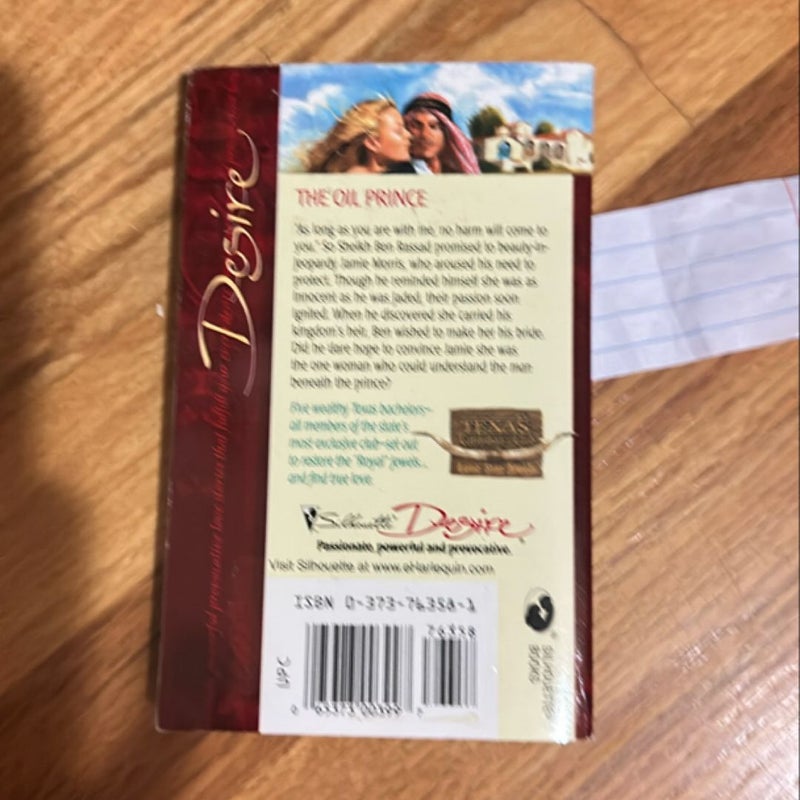 Desire
THE OIL PRINCE
"As long as you are with me, no harm will come to
you." So Sheikh Ben Rassad promised to beauty-in-
jeopardy Jamie Morris, who aroused his need to
protect. Though he reminded himself she was as
innocent as he was jaded, their passion soon
ignited. When he discovered she carried his
kingdom's heir, Ben wished to make her his bride.
Did he dare hope to convince Jamie she was
the one woman who could understand the man
beneath the prince?
Five wealthy Texas bachelors—
all members of the state's
most exclusive club—set out
to restore the "Royal" jewels...
and find true love.
TEXAS
Silhouette Desire
Passionate, powerful and provocative.
Visit Silhouette at www.eHarlequin.com
ISBN 0-373-76358-1
76358
UPC
SILHOUETTE
BOOKS